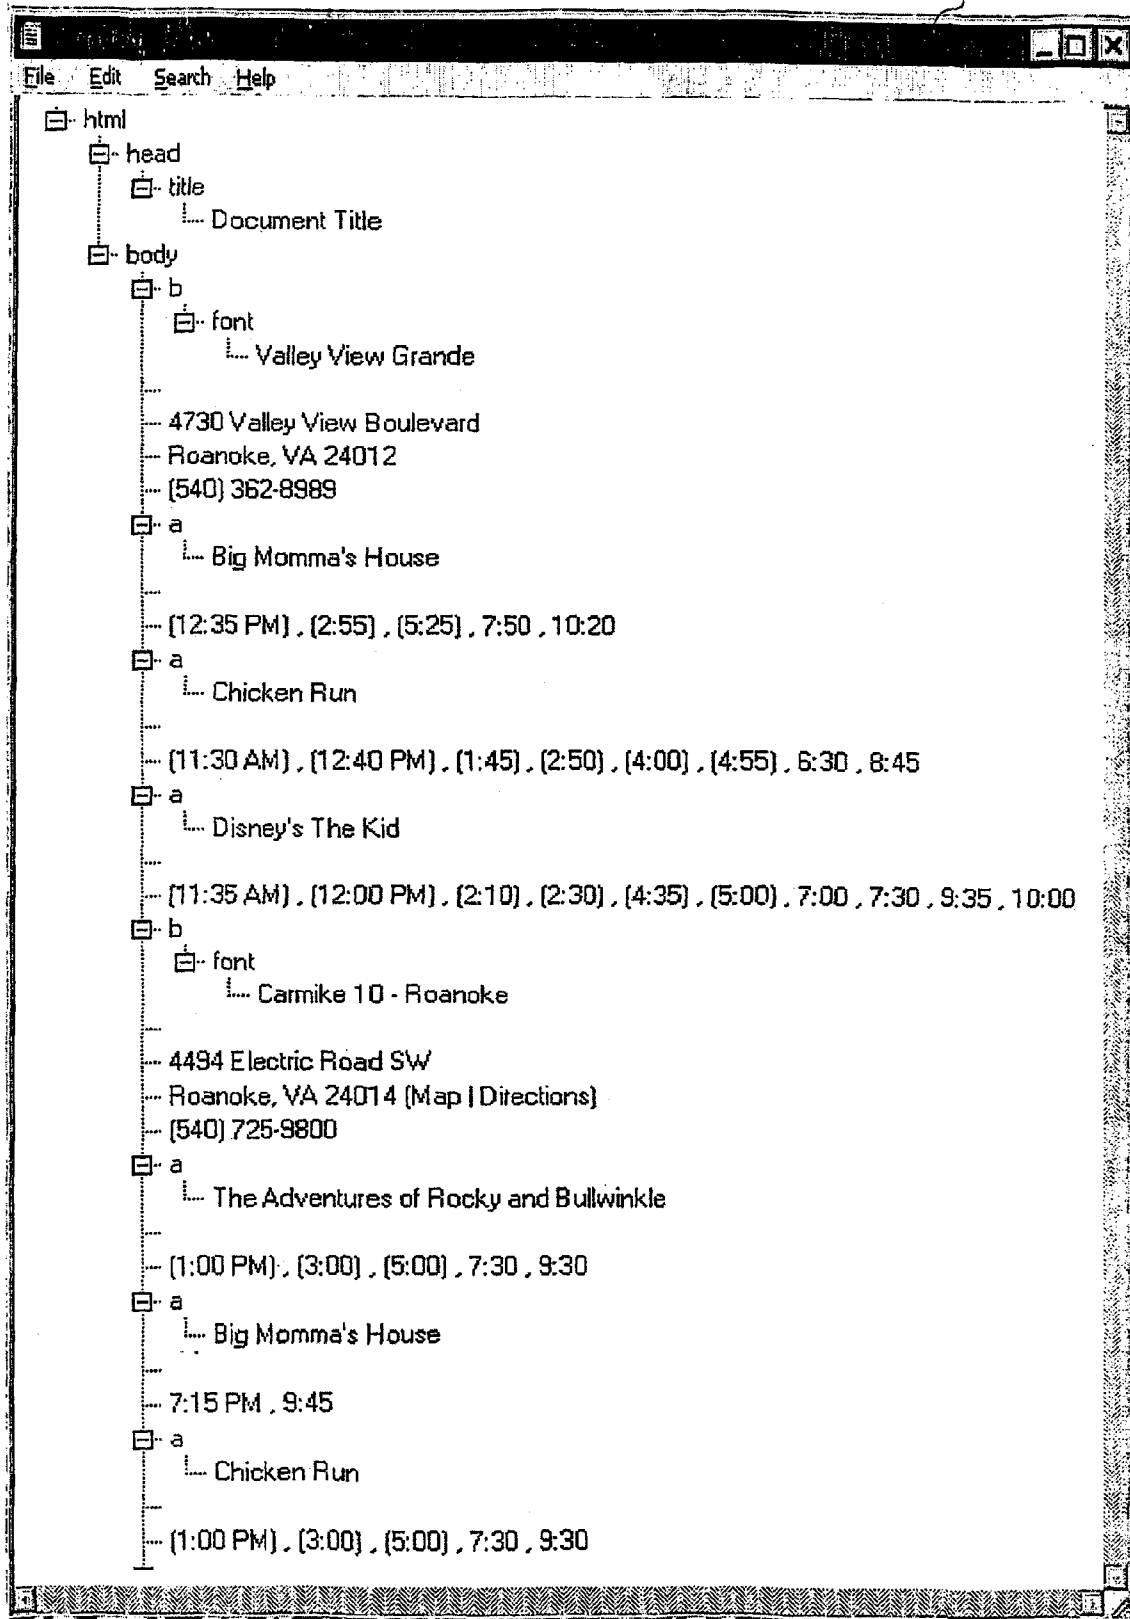 File Edit Search Help
html
head
title
Document Title
body
b
font
Valley View Grande
4730 Valley View Boulevard
Roanoke, VA 24012
(540) 362-8989
a
Big Momma's House
(12:35 PM) , (2:55) , (5:25) , 7:50 , 10:20
a
Chicken Run
(11:30 AM) , (12:40 PM) , (1:45) , (2:50) , (4:00) , (4:55) , 6:30 , 8:45
a
Disney's The Kid
(11:35 AM) , (12:00 PM) , (2:10) , (2:30) , (4:35) , (5:00) , 7:00 , 7:30 , 9:35 , 10:00
b
font
Carmike 10 - Roanoke
4494 Electric Road SW
Roanoke, VA 24014 (Map | Directions)
(540) 725-9800
a
The Adventures of Rocky and Bullwinkle
(1:00 PM) , (3:00) , (5:00) , 7:30 , 9:30
a
Big Momma's House
7:15 PM , 9:45
a
Chicken Run
(1:00 PM) , (3:00) , (5:00) , 7:30 , 9:30